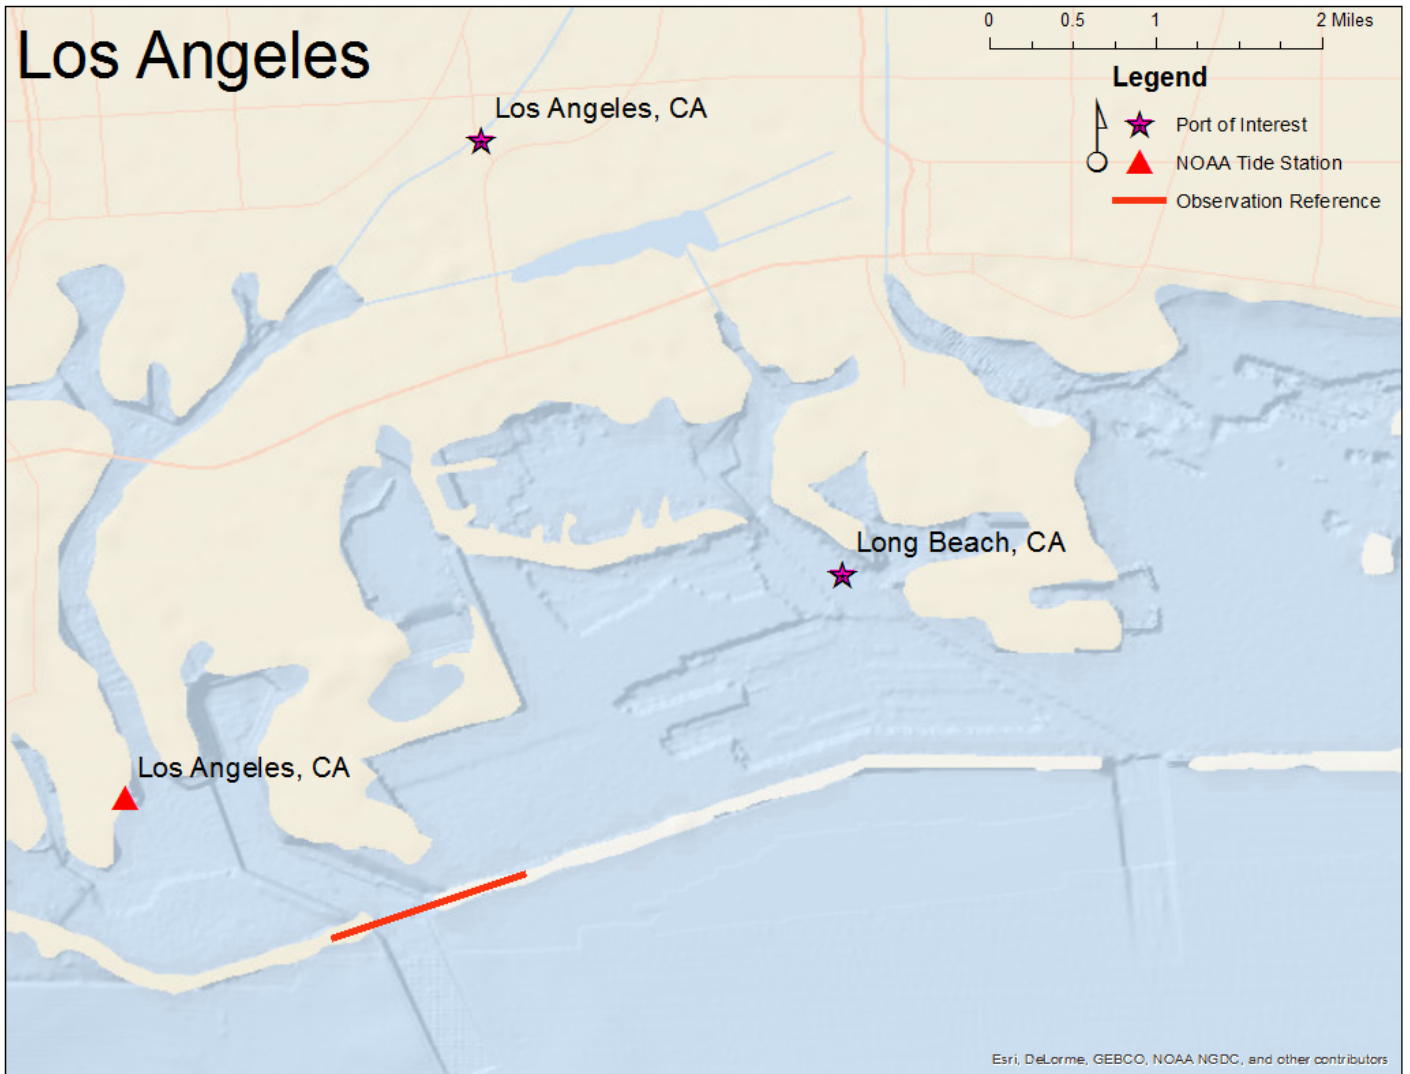 Los Angeles
0 0.5 1 2 Miles
Legend
Port of Interest
NOAA Tide Station
Observation Reference
Los Angeles, CA
Long Beach, CA
Los Angeles, CA
Esri, DeLorme, GEBCO, NOAA NGDC, and other contributors